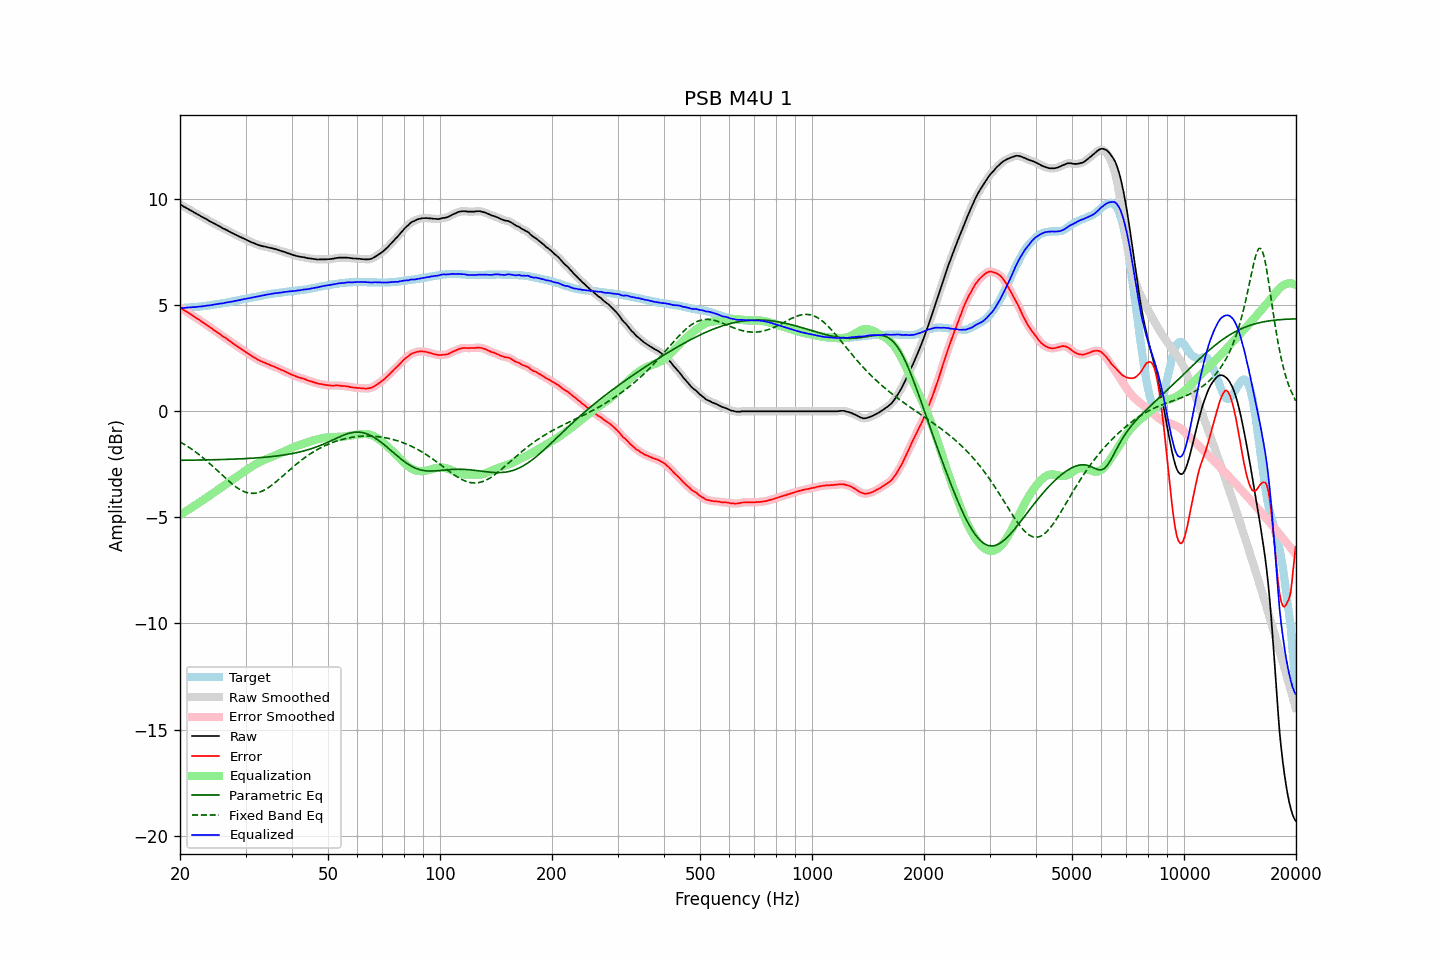 PSB M4U 1
Amplitude (dBr)
10
5
0
−5
−10
−15
−20
Target
Raw Smoothed
Error Smoothed
Raw
Error
Equalization
Parametric Eq
Fixed Band Eq
Equalized
20
50
100
200
500
1000
2000
5000
10000
20000
Frequency (Hz)